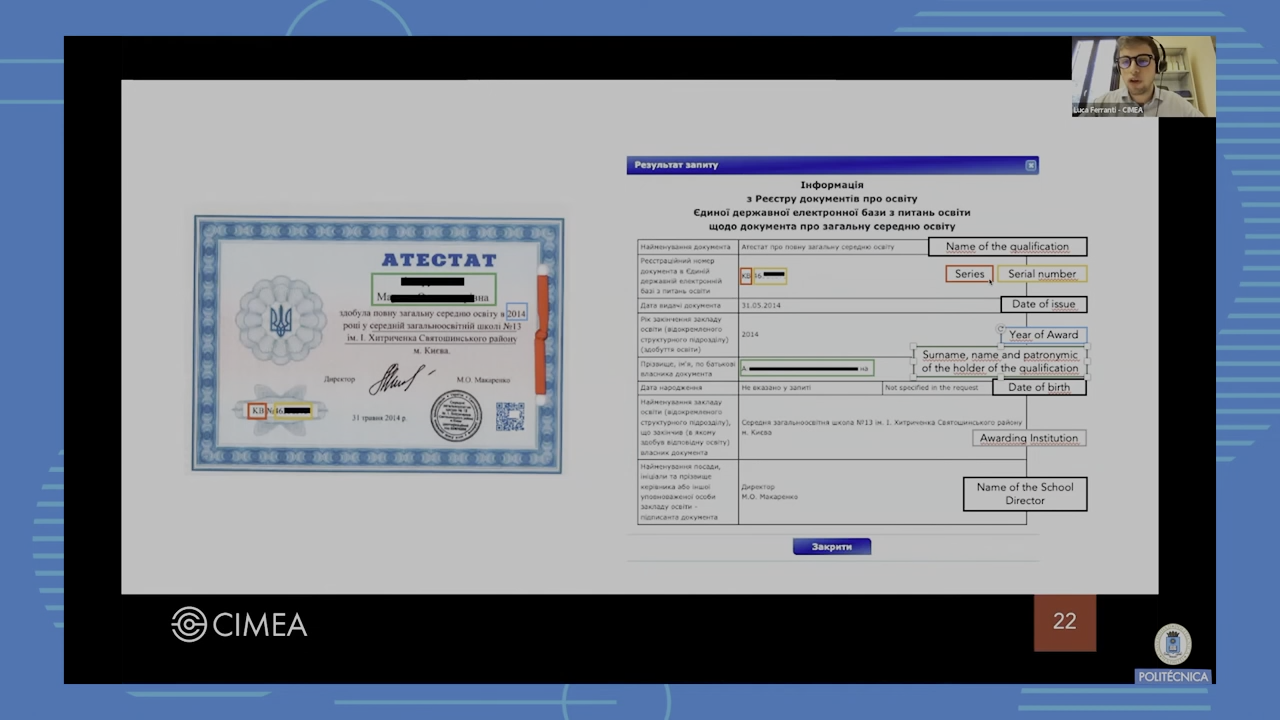 Luca Ferranti - CIMEA
АТЕСТАТ
здобула повну загальну середню освіту в 2014
році у середній загальноосвітній школі №13
ім. І. Хитриченка Святошинського району
м. Києва.
Директор
М.О. Макаренко
КВ №
31 травня 2014 р.
Результат запиту
Інформація
з Реєстру документів про освіту
Єдиної державної електронної бази з питань освіти
щодо документа про загальну середню освіту
Найменування документа
Атестат про повну загальну середню освіту
Name of the qualification
Реєстраційний номер
документа в Єдиній
державній електронній
базі з питань освіти
КВ
Series
Serial number
Дата видачі документа
31.05.2014
Date of issue
Рік закінчення закладу
освіти (відокремленого
структурного підрозділу)
(здобуття освіти)
2014
Year of Award
Прізвище, ім'я, по батькові
власника документа
Surname, name and patronymic
of the holder of the qualification
Дата народження
Не вказано у запиті
Not specified in the request
Date of birth
Найменування закладу
освіти (відокремленого
структурного підрозділу),
що закінчив (в якому
здобув відповідну освіту)
власник документа
Середня загальноосвітня школа №13 ім. І. Хитриченка Святошинського району
м. Києва
Awarding Institution
Найменування посади,
ініціали та прізвище
керівника або іншої
уповноваженої особи
закладу освіти -
підписанта документа
Директор
М.О. Макаренко
Name of the School
Director
Закрити
CIMEA
22
POLITÉCNICA